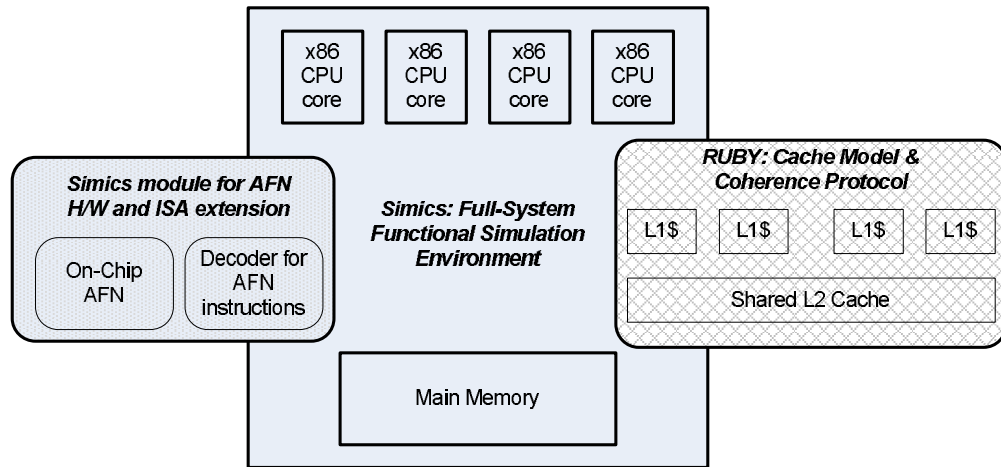 x86
CPU
core
x86
CPU
core
x86
CPU
core
x86
CPU
core
Simics module for AFN
H/W and ISA extension
On-Chip
AFN
Decoder for
AFN
instructions
Simics: Full-System
Functional Simulation
Environment
RUBY: Cache Model &
Coherence Protocol
L1$
L1$
L1$
L1$
Shared L2 Cache
Main Memory